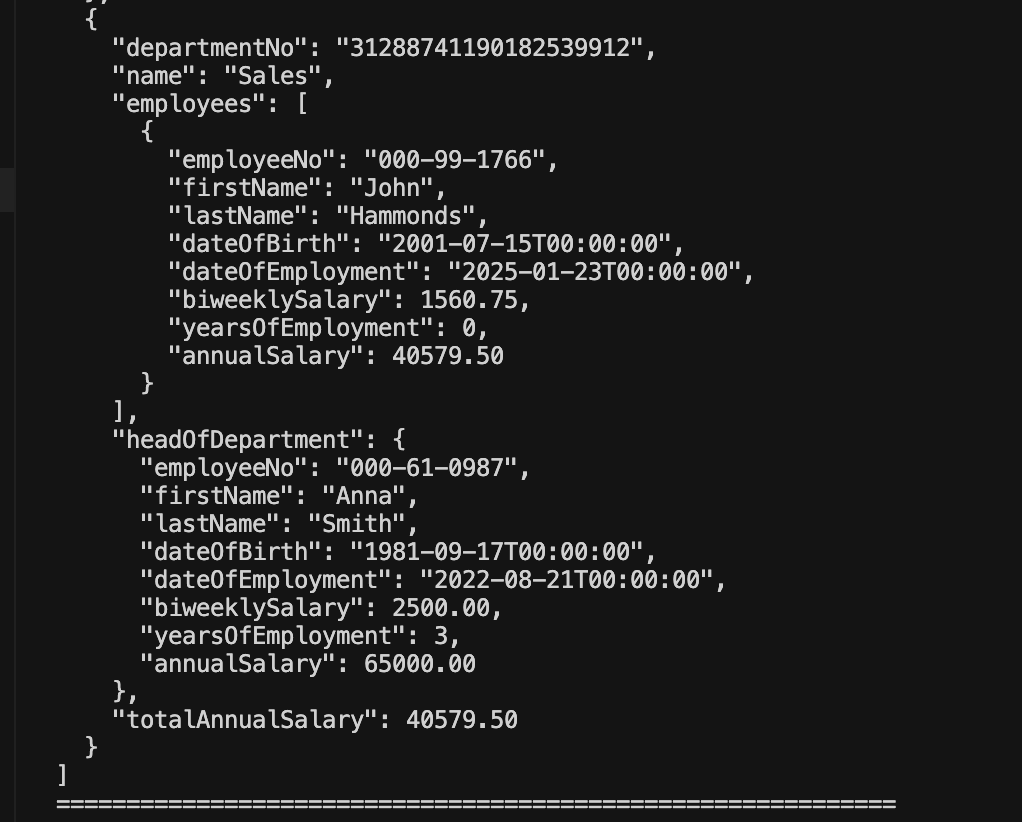 },
{
"departmentNo": "31288741190182539912",
"name": "Sales",
"employees": [
{
"employeeNo": "000-99-1766",
"firstName": "John",
"lastName": "Hammonds",
"dateOfBirth": "2001-07-15T00:00:00",
"dateOfEmployment": "2025-01-23T00:00:00",
"biweeklySalary": 1560.75,
"yearsOfEmployment": 0,
"annualSalary": 40579.50
}
],
"headOfDepartment": {
"employeeNo": "000-61-0987",
"firstName": "Anna",
"lastName": "Smith",
"dateOfBirth": "1981-09-17T00:00:00",
"dateOfEmployment": "2022-08-21T00:00:00",
"biweeklySalary": 2500.00,
"yearsOfEmployment": 3,
"annualSalary": 65000.00
},
"totalAnnualSalary": 40579.50
}
]
============================================================